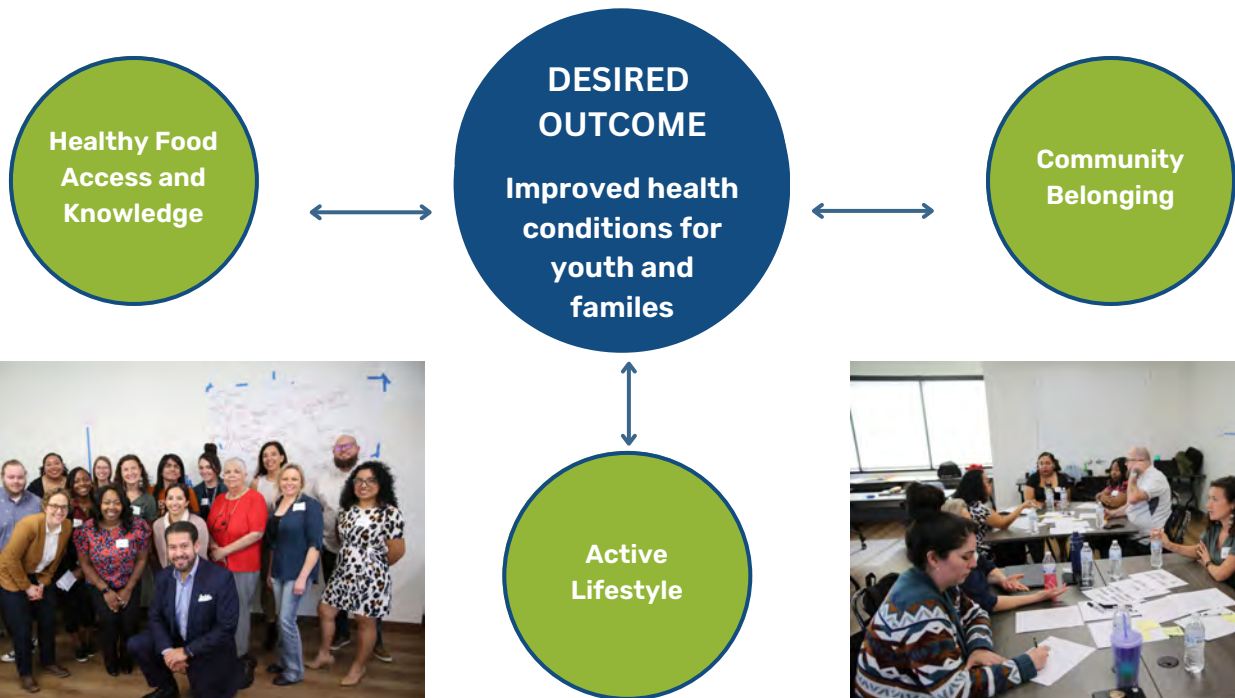 Healthy Food
Access and
Knowledge
DESIRED
OUTCOME
Improved health
conditions for
youth and
familes
Community
Belonging
Active
Lifestyle